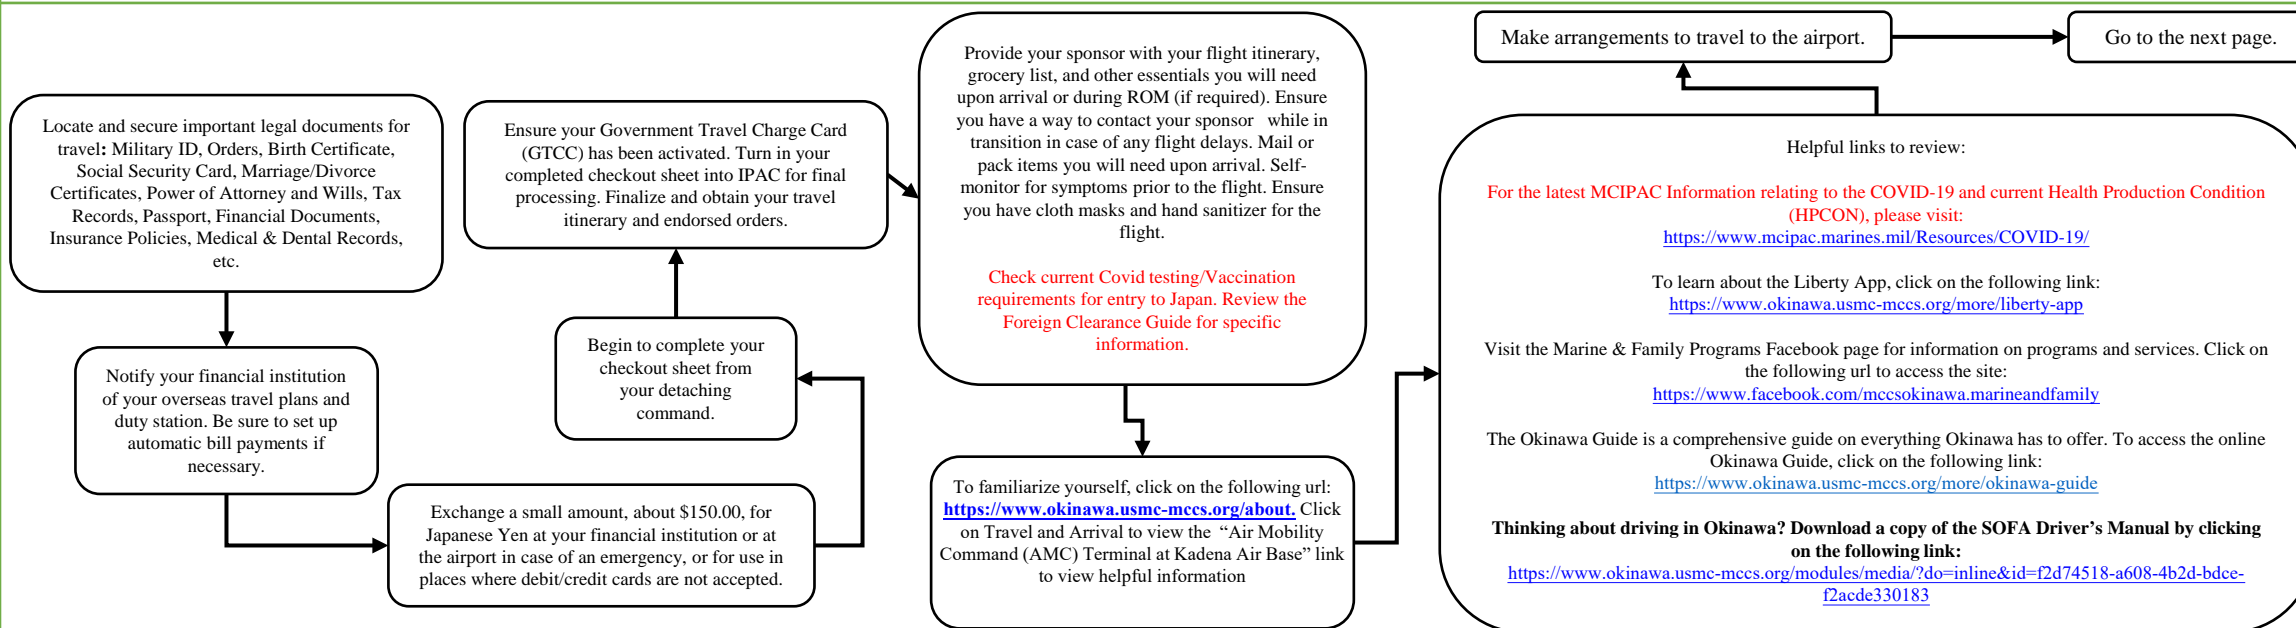 Locate and secure important legal documents for
travel: Military ID, Orders, Birth Certificate,
Social Security Card, Marriage/Divorce
Certificates, Power of Attorney and Wills, Tax
Records, Passport, Financial Documents,
Insurance Policies, Medical & Dental Records,
etc.
Notify your financial institution
of your overseas travel plans and
duty station. Be sure to set up
automatic bill payments if
necessary.
Exchange a small amount, about $150.00, for
Japanese Yen at your financial institution or at
the airport in case of an emergency, or for use in
places where debit/credit cards are not accepted.
Begin to complete your
checkout sheet from
your detaching
command.
Ensure your Government Travel Charge Card
(GTCC) has been activated. Turn in your
completed checkout sheet into IPAC for final
processing. Finalize and obtain your travel
itinerary and endorsed orders.
Provide your sponsor with your flight itinerary,
grocery list, and other essentials you will need
upon arrival or during ROM (if required). Ensure
you have a way to contact your sponsor while in
transition in case of any flight delays. Mail or
pack items you will need upon arrival. Self-
monitor for symptoms prior to the flight. Ensure
you have cloth masks and hand sanitizer for the
flight.
Check current Covid testing/Vaccination
requirements for entry to Japan. Review the
Foreign Clearance Guide for specific
information.
To familiarize yourself, click on the following url:
https://www.okinawa.usmc-mccs.org/about. Click
on Travel and Arrival to view the “Air Mobility
Command (AMC) Terminal at Kadena Air Base” link
to view helpful information
Helpful links to review:
For the latest MCIPAC Information relating to the COVID-19 and current Health Production Condition
(HPCON), please visit:
https://www.mcipac.marines.mil/Resources/COVID-19/
To learn about the Liberty App, click on the following link:
https://www.okinawa.usmc-mccs.org/more/liberty-app
Visit the Marine & Family Programs Facebook page for information on programs and services. Click on
the following url to access the site:
https://www.facebook.com/mccsokinawa.marineandfamily
The Okinawa Guide is a comprehensive guide on everything Okinawa has to offer. To access the online
Okinawa Guide, click on the following link:
https://www.okinawa.usmc-mccs.org/more/okinawa-guide
Thinking about driving in Okinawa? Download a copy of the SOFA Driver’s Manual by clicking
on the following link:
https://www.okinawa.usmc-mccs.org/modules/media/?do=inline&id=f2d74518-a608-4b2d-bdce-
f2acde330183
Make arrangements to travel to the airport.
Go to the next page.